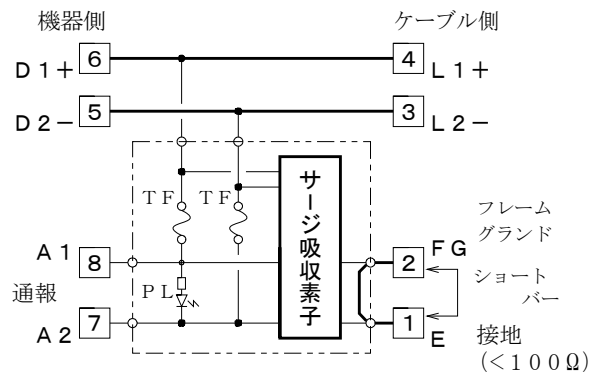 機器側
ケーブル側
6
4
D1+
L1+
5
3
D2−
L2−
TF
TF
サージ吸収素子
フレーム
グランド
A1
8
FG
2
PL
ショート
バー
通報
A2
7
1
E
接地
(<100Ω)